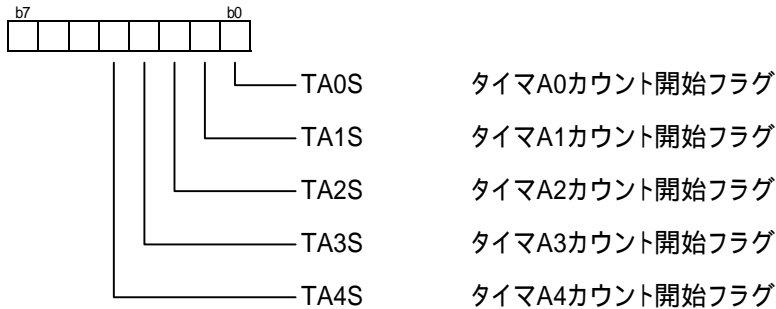 b7 b0
TA0S タイマA0カウント開始フラグ
TA1S タイマA1カウント開始フラグ
TA2S タイマA2カウント開始フラグ
TA3S タイマA3カウント開始フラグ
TA4S タイマA4カウント開始フラグ